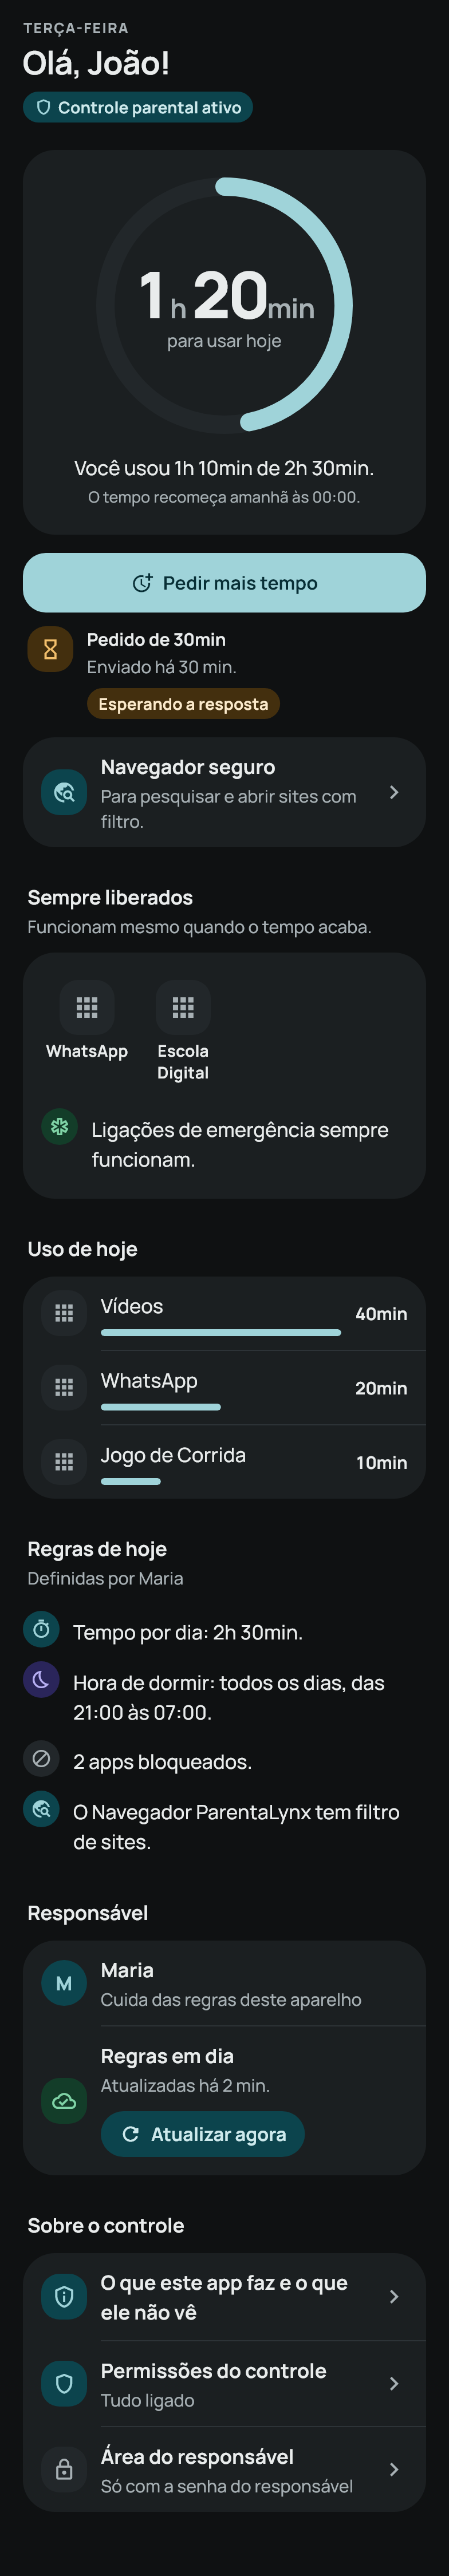 TERÇA-FEIRA
Olá, João!
Controle parental ativo
1 h 20min
para usar hoje
Você usou 1h 10min de 2h 30min.
O tempo recomeça amanhã às 00:00.
Pedir mais tempo
Pedido de 30min
Enviado há 30 min.
Esperando a resposta
Navegador seguro
Para pesquisar e abrir sites com
filtro.
Sempre liberados
Funcionam mesmo quando o tempo acaba.
WhatsApp
Escola
Digital
Ligações de emergência sempre
funcionam.
Uso de hoje
Vídeos
40min
WhatsApp
20min
Jogo de Corrida
10min
Regras de hoje
Definidas por Maria
Tempo por dia: 2h 30min.
Hora de dormir: todos os dias, das
21:00 às 07:00.
2 apps bloqueados.
O Navegador ParentaLynx tem filtro
de sites.
Responsável
M
Maria
Cuida das regras deste aparelho
Regras em dia
Atualizadas há 2 min.
Atualizar agora
Sobre o controle
O que este app faz e o que
ele não vê
Permissões do controle
Tudo ligado
Área do responsável
Só com a senha do responsável